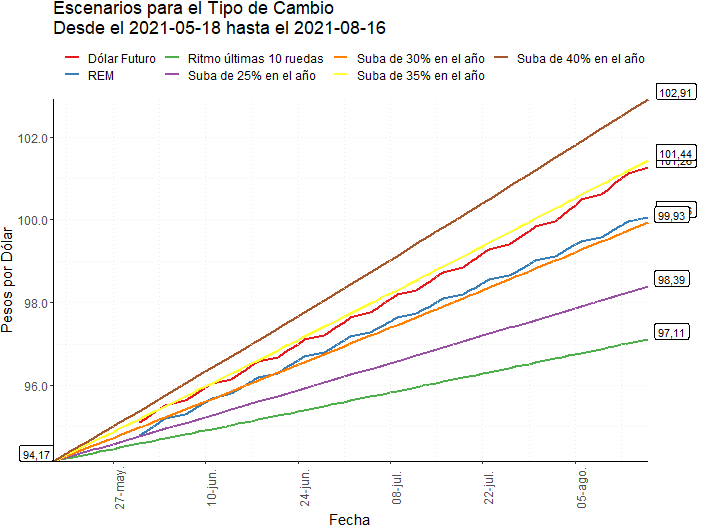 Escenarios para el Tipo de Cambio
Desde el 2021-05-18 hasta el 2021-08-16
Dólar Futuro
Ritmo últimas 10 ruedas
Suba de 30% en el año
Suba de 40% en el año
REM
Suba de 25% en el año
Suba de 35% en el año
102,91
101,44
99,93
98,39
97,11
94,17
102.0
100.0
98.0
96.0
Pesos por Dólar
27-may.
10-jun.
24-jun.
08-jul.
22-jul.
05-ago.
Fecha